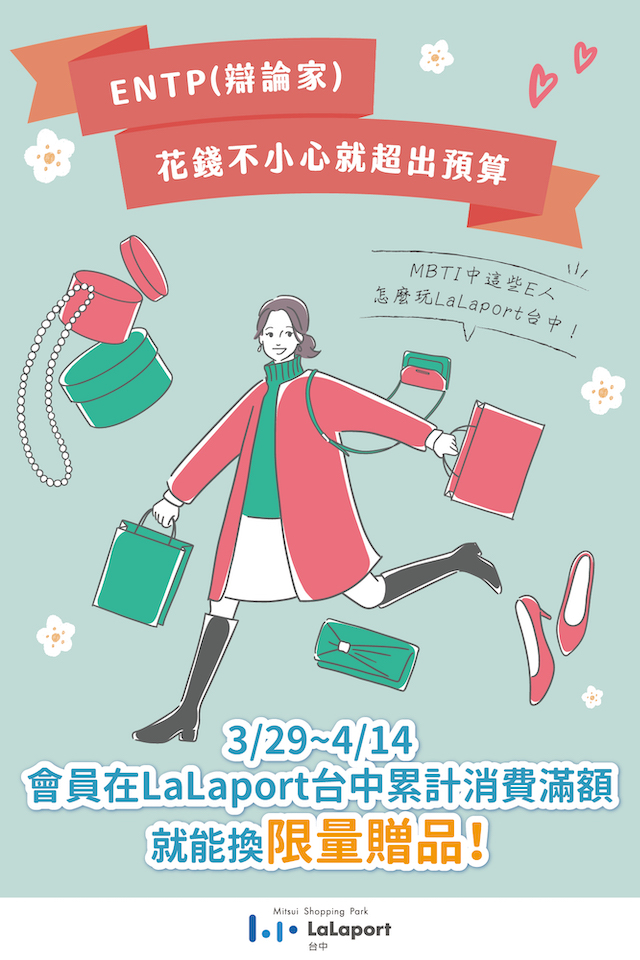 ENTP(辯論家)
花錢不小心就超出預算
MBTI中這些E人
怎麼玩LaLaport台中！
3/29~4/14
會員在LaLaport台中累計消費滿額
就能換限量贈品！
Mitsui Shopping Park
LaLaport
台中